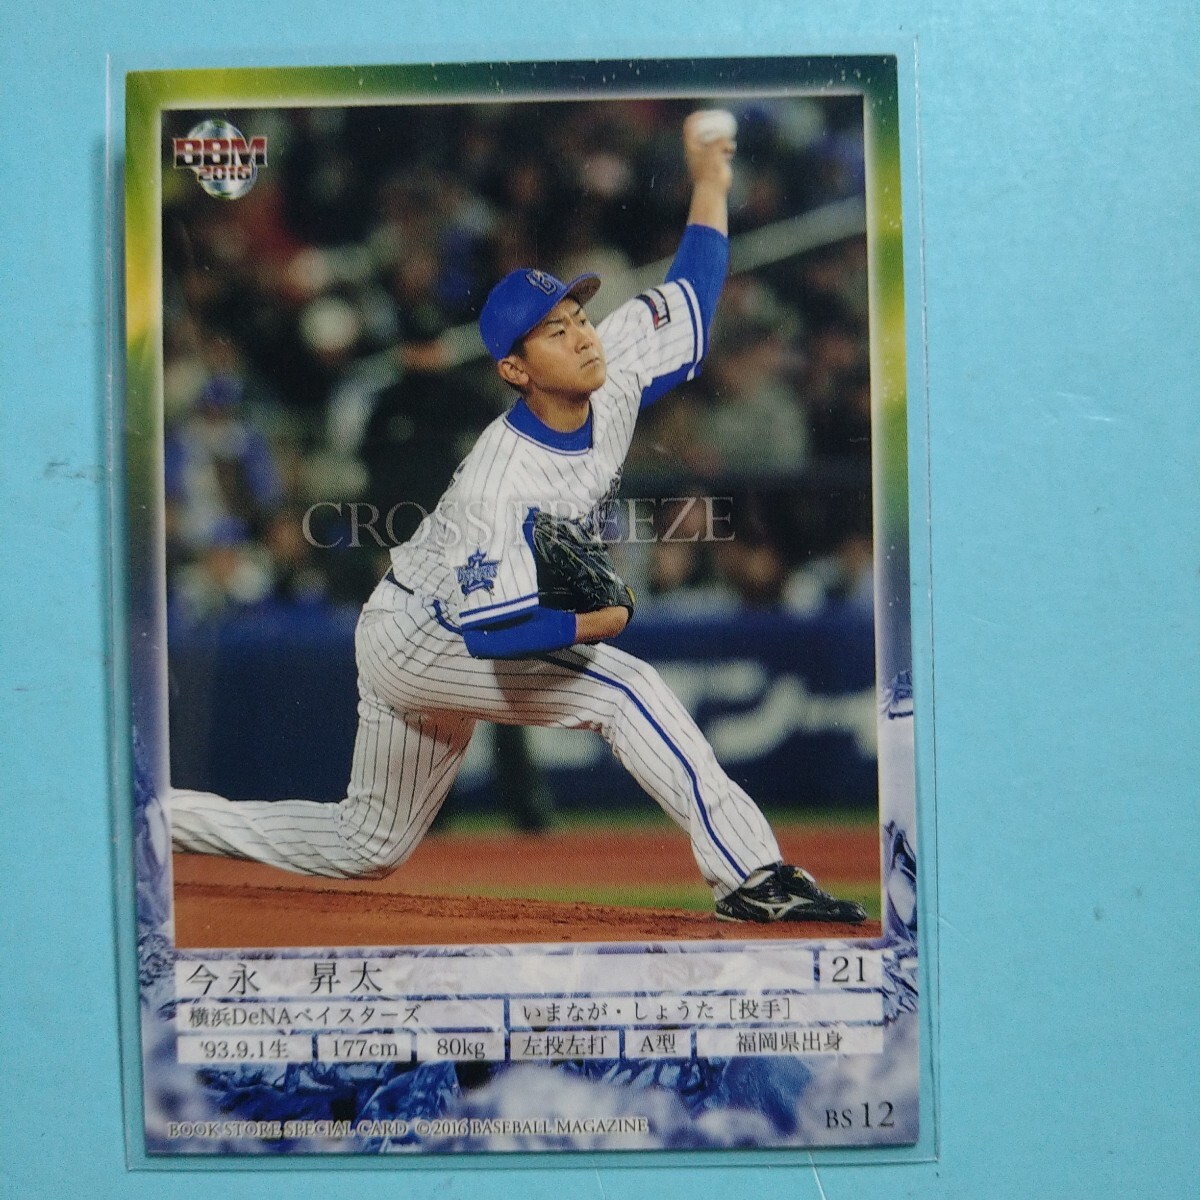 BBM
2016
CROSS FREEZE
今永 昇太
21
横浜DeNAベイスターズ
いまなが・しょうた［投手］
'93.9.1生
177cm
80kg
左投左打
A型
福岡県出身
BS 12
BOOK STORE SPECIAL CARD ©2016 BASEBALL MAGAZINE